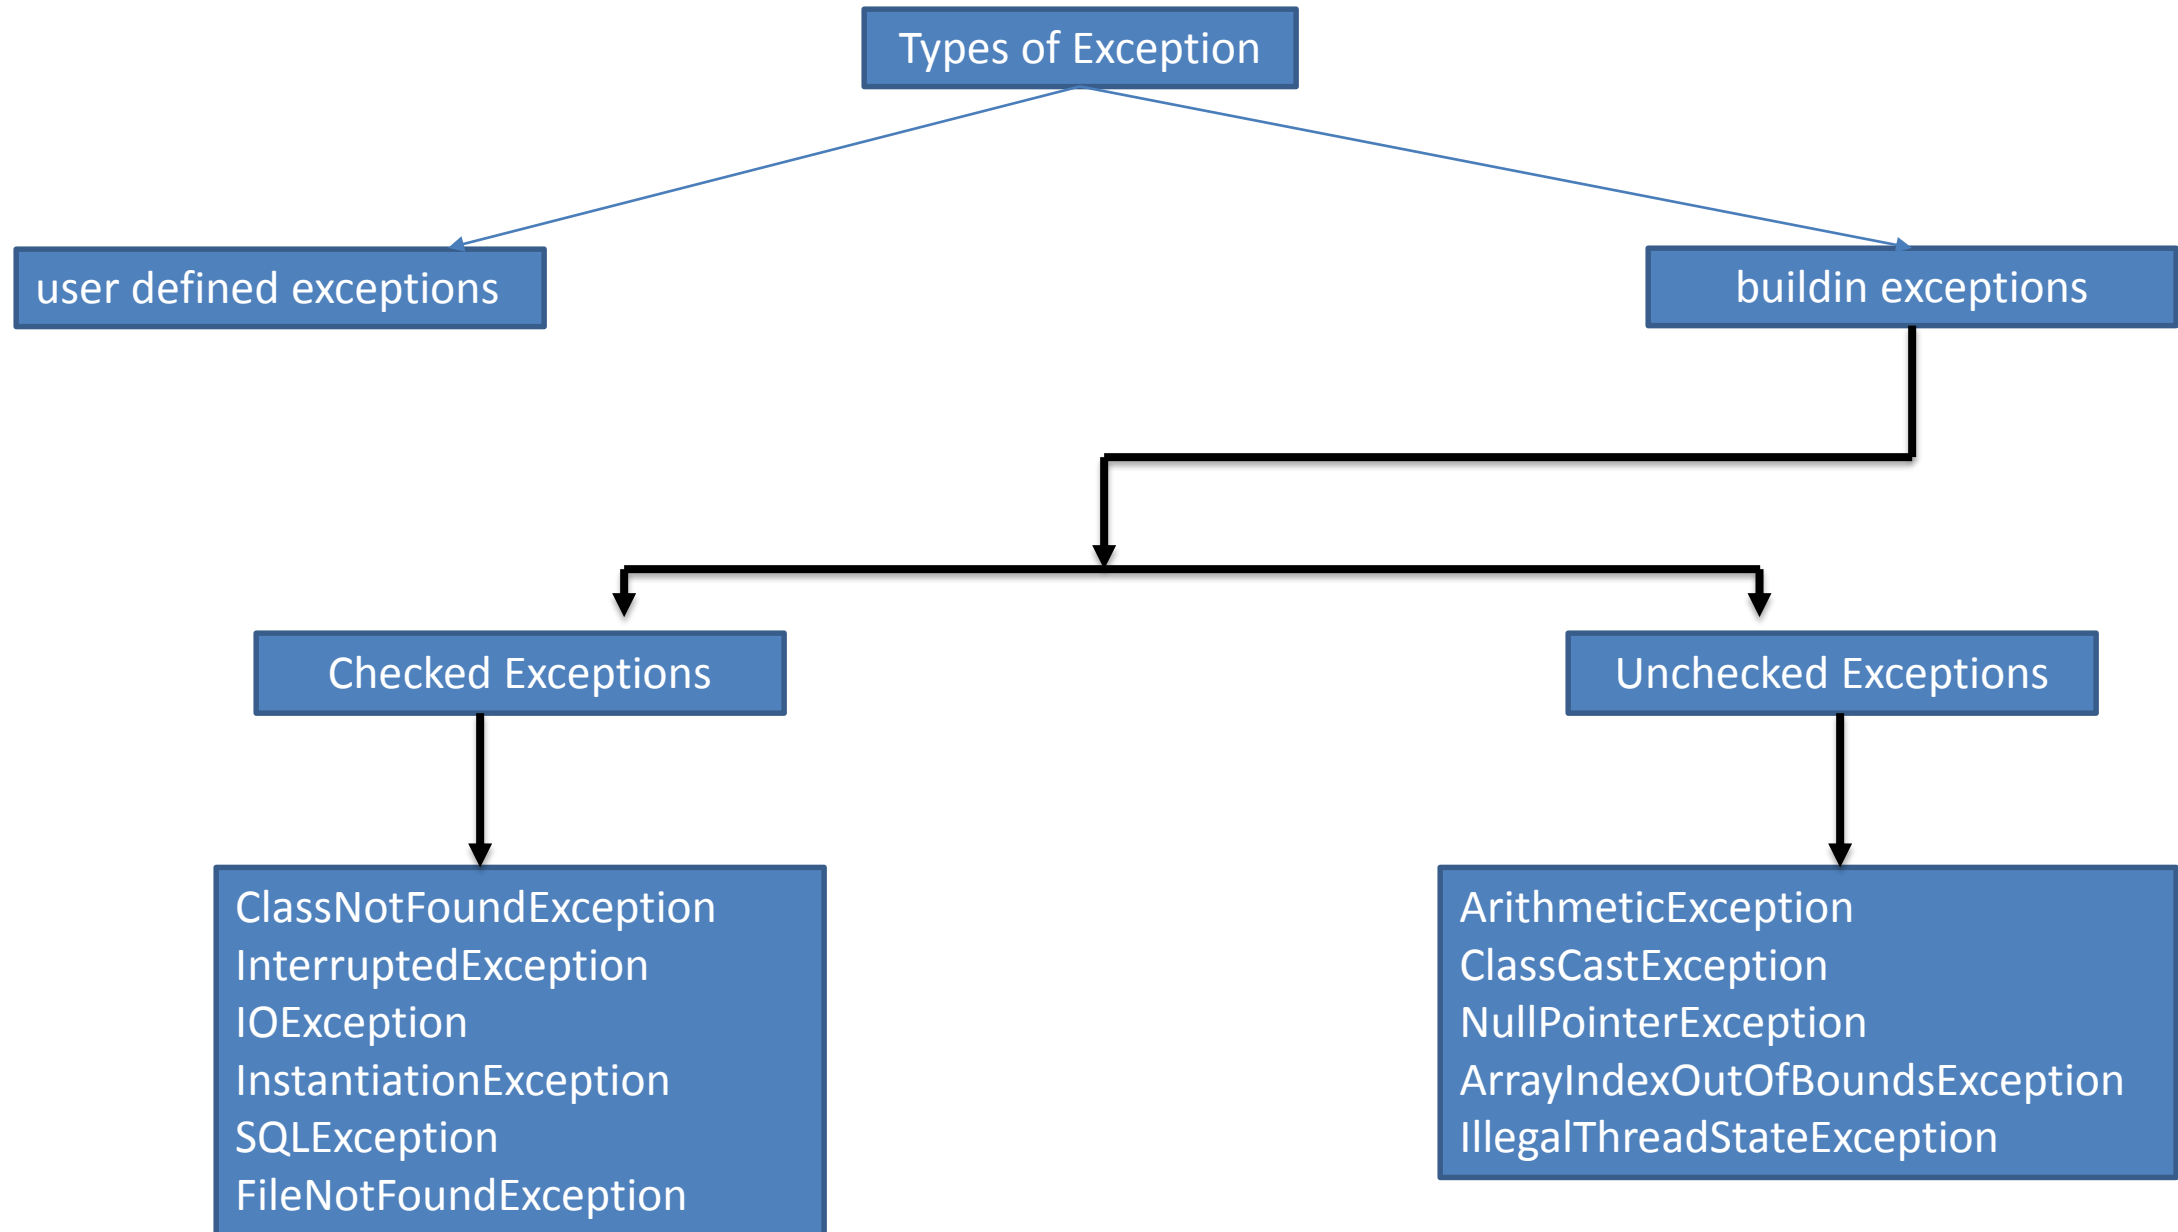 Types of Exception
user defined exceptions
buildin exceptions
Checked Exceptions
Unchecked Exceptions
ClassNotFoundException
InterruptedException
IOException
InstantiationException
SQLException
FileNotFoundException
ArithmeticException
ClassCastException
NullPointerException
ArrayIndexOutOfBoundsException
IllegalThreadStateException